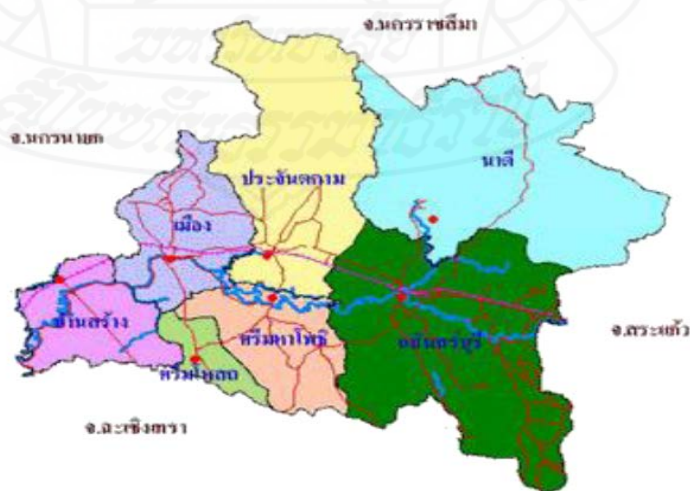 จ.นครราชสีมา
จ.นครนายก
นาดี
ประจันตคาม
เมือง
บ้านสร้าง
ศรีมหาโพธิ
กบินทร์บุรี
จ.สระแก้ว
ศรีมโหสถ
จ.ฉะเชิงเทรา